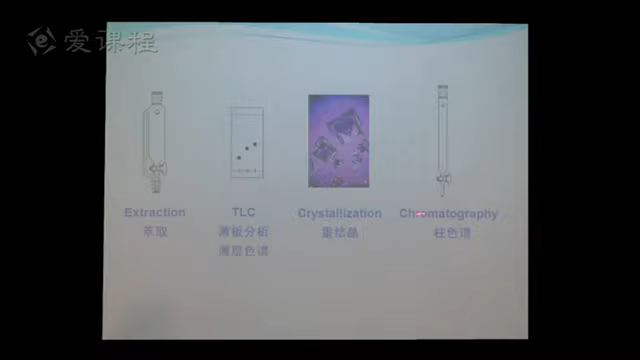 爱课程
Extraction
萃取
TLC
薄板分析
薄层色谱
Crystallization
重结晶
Chromatography
柱色谱